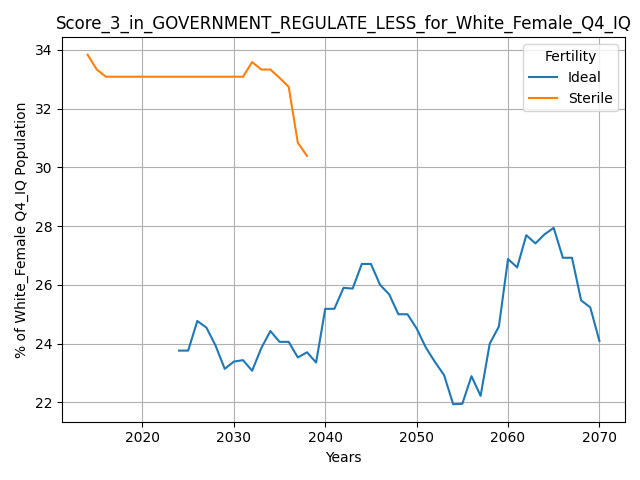 Score_3_in_GOVERNMENT_REGULATE_LESS_for_White_Female_Q4_IQ
34
32
30
28
26
24
22
% of White_Female Q4_IQ Population
Fertility
Ideal
Sterile
2020
2030
2040
2050
2060
2070
Years